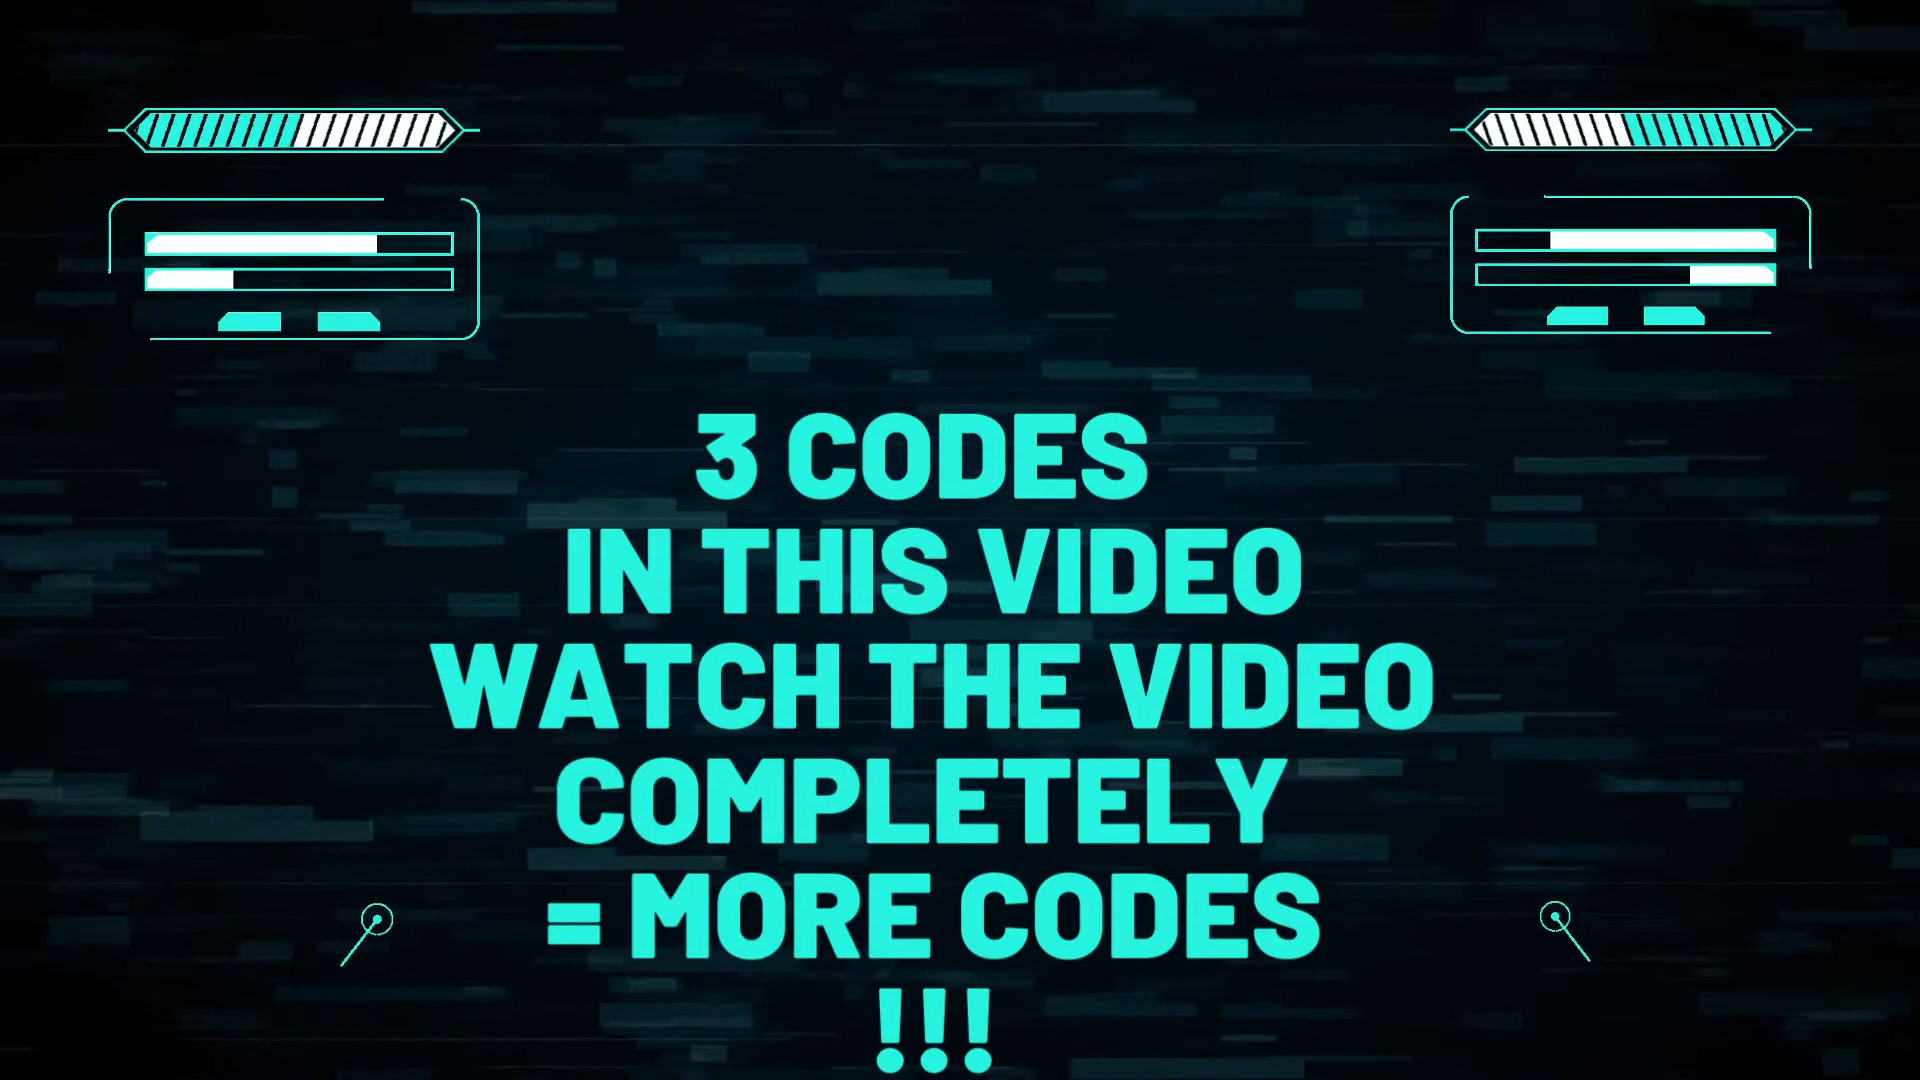 3 CODES
IN THIS VIDEO
WATCH THE VIDEO
COMPLETELY
= MORE CODES
!!!